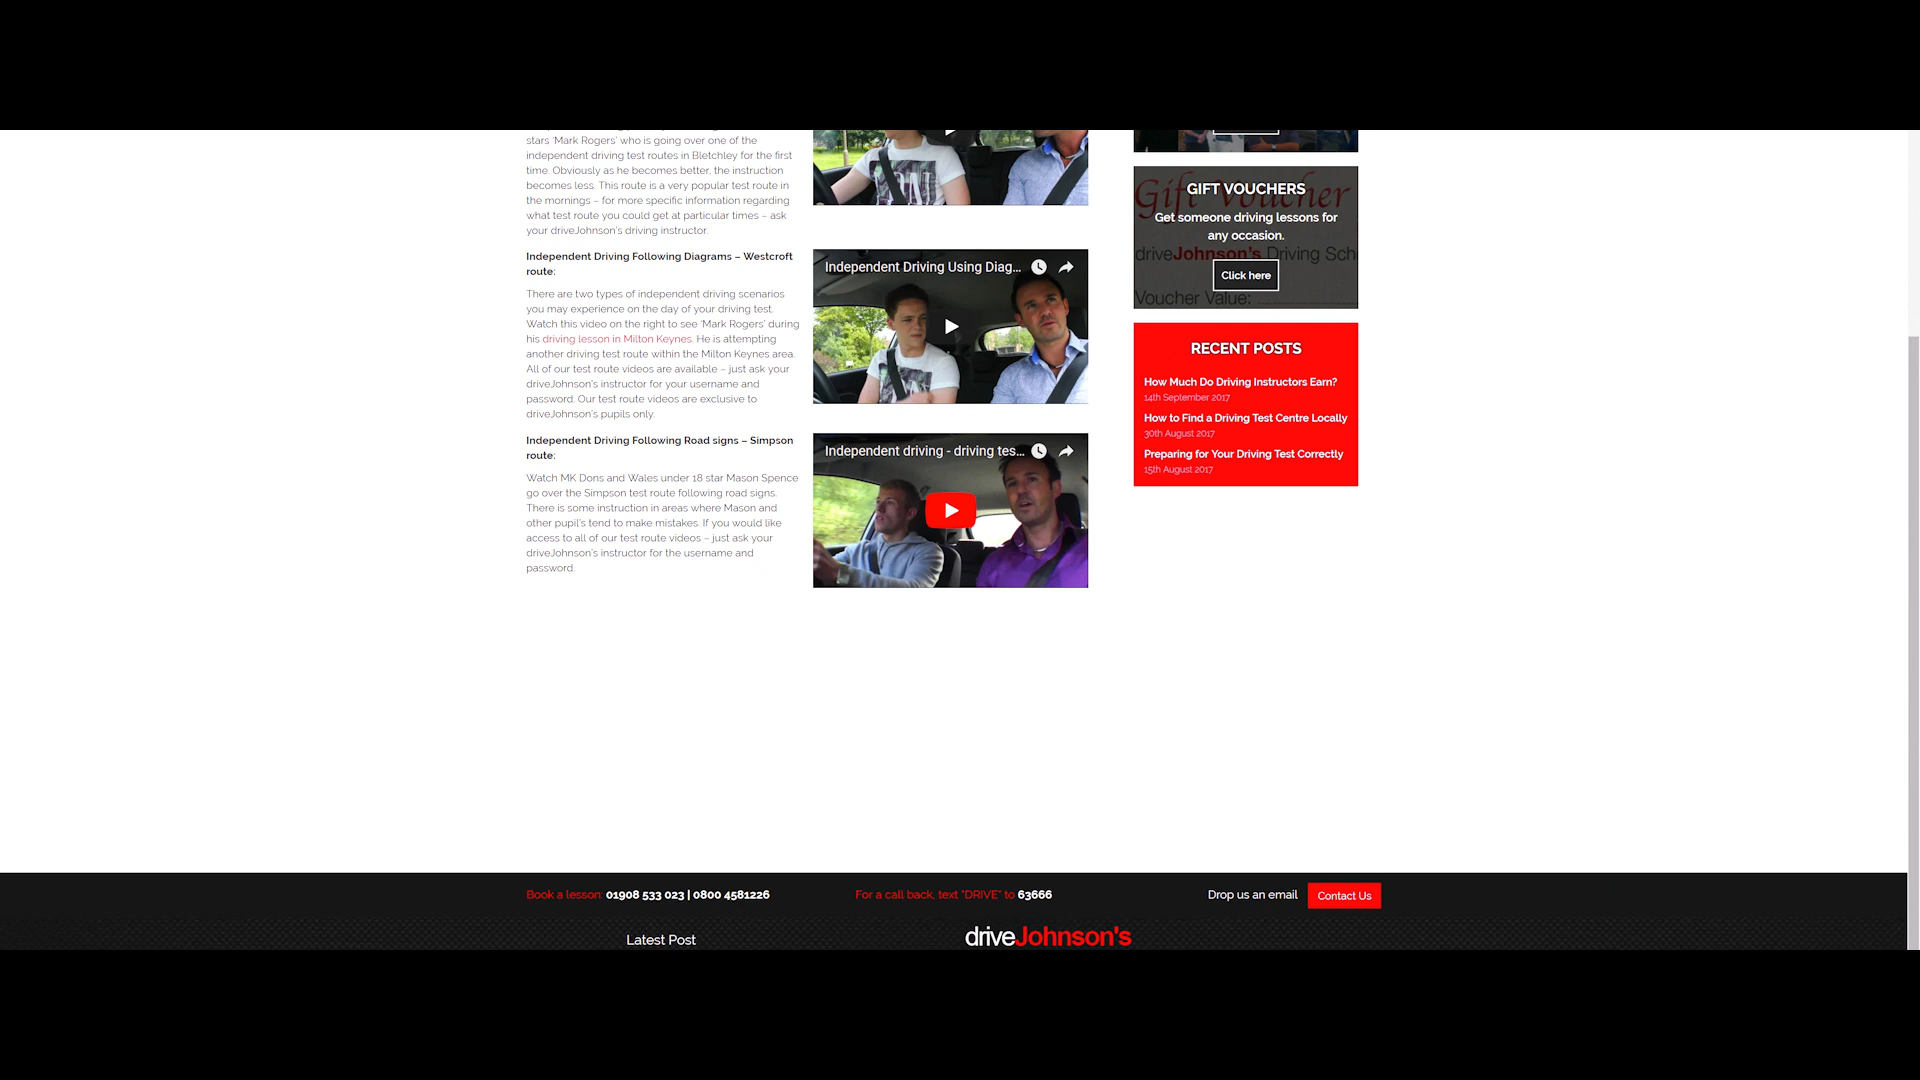 stars ‘Mark Rogers’ who is going over one of the
independent driving test routes in Bletchley for the first
time. Obviously as he becomes better, the instruction
becomes less. This route is a very popular test route in
the mornings – for more specific information regarding
what test route you could get at particular times – ask
your driveJohnson’s driving instructor.
Independent Driving Following Diagrams – Westcroft
route:
There are two types of independent driving scenarios
you may experience on the day of your driving test.
Watch this video on the right to see ‘Mark Rogers’ during
his driving lesson in Milton Keynes. He is attempting
another driving test route within the Milton Keynes area.
All of our test route videos are available – just ask your
driveJohnson’s instructor for your username and
password. Our test route videos are exclusive to
driveJohnson’s pupils only.
Independent Driving Following Road signs – Simpson
route:
Watch MK Dons and Wales under 18 star Mason Spence
go over the Simpson test route following road signs.
There is some instruction in areas where Mason and
other pupil’s tend to make mistakes. If you would like
access to all of our test route videos – just ask your
driveJohnson’s instructor for the username and
password.
Independent Driving Using Diag...
Independent driving - driving tes...
Gift Voucher
GIFT VOUCHERS
Get someone driving lessons for
any occasion.
driveJohnson's Driving Sch
Click here
Voucher Value:
RECENT POSTS
How Much Do Driving Instructors Earn?
14th September 2017
How to Find a Driving Test Centre Locally
30th August 2017
Preparing for Your Driving Test Correctly
15th August 2017
Book a lesson: 01908 533 023 | 0800 4581226
For a call back, text "DRIVE" to 63666
Drop us an email
Contact Us
Latest Post
driveJohnson's